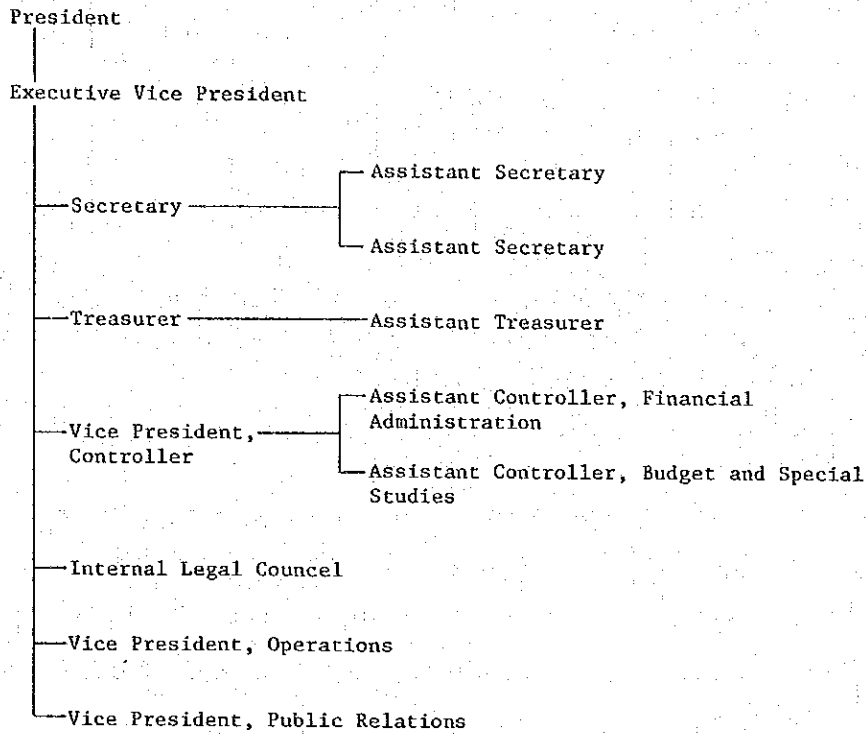 President
Executive Vice President
Assistant Secretary
Secretary
Assistant Secretary
Treasurer
Assistant Treasurer
Assistant Controller, Financial
Administration
Vice President,
Controller
Assistant Controller, Budget and Special
Studies
Internal Legal Councel
Vice President, Operations
Vice President, Public Relations